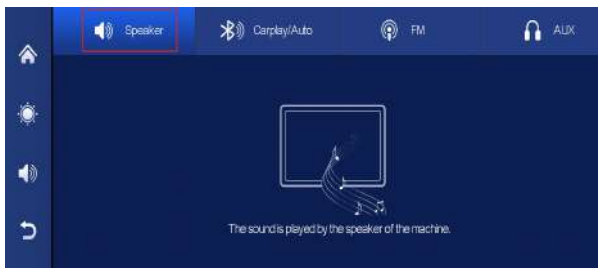 Speaker
Carplay/Auto
FM
AUX
The sound is played by the speaker of the machine.